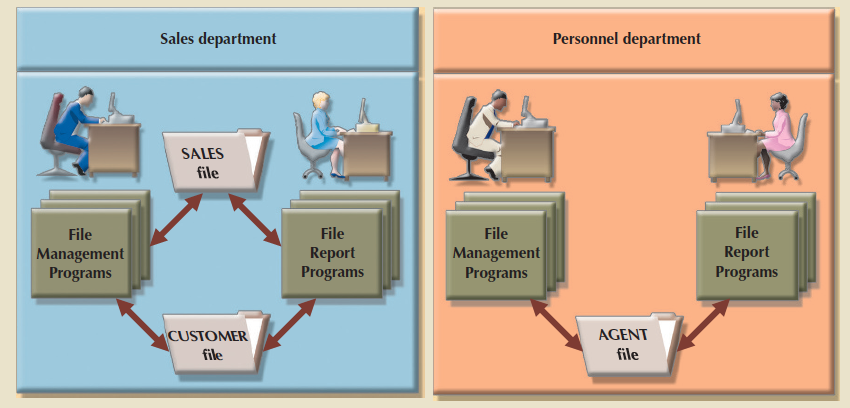 Sales department
Personnel department
SALES
file
File
Management
Programs
File
Report
Programs
CUSTOMER
file
File
Management
Programs
File
Report
Programs
AGENT
file